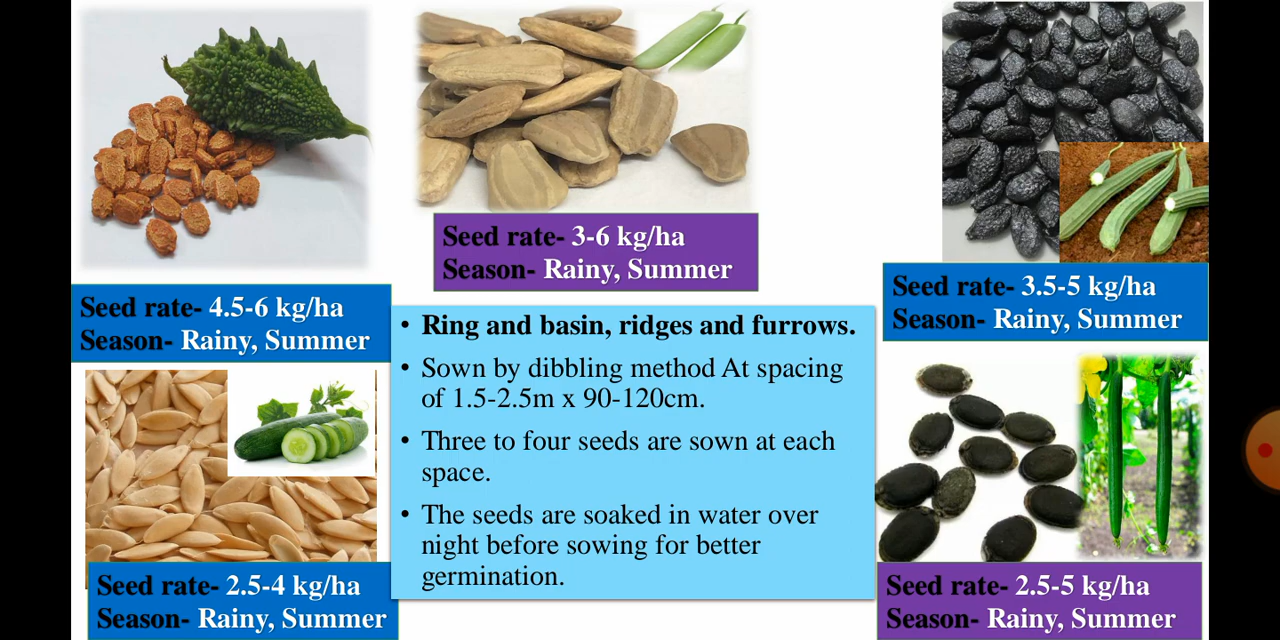 Seed rate- 3-6 kg/ha
Season- Rainy, Summer
Seed rate- 3.5-5 kg/ha
Season- Rainy, Summer
Seed rate- 4.5-6 kg/ha
Season- Rainy, Summer
• Ring and basin, ridges and furrows.
• Sown by dibbling method At spacing
of 1.5-2.5m x 90-120cm.
• Three to four seeds are sown at each
space.
• The seeds are soaked in water over
night before sowing for better
germination.
Seed rate- 2.5-4 kg/ha
Season- Rainy, Summer
Seed rate- 2.5-5 kg/ha
Season- Rainy, Summer